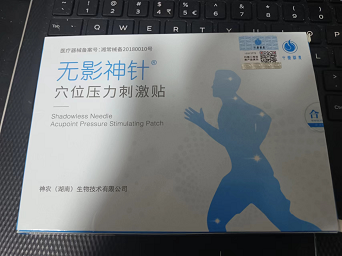 医疗器械备案号:湘常械备20180010号
无影神针®
穴位压力刺激贴
Shadowless Needle
Acupoint Pressure Stimulating Patch
神农(湖南)生物技术有限公司